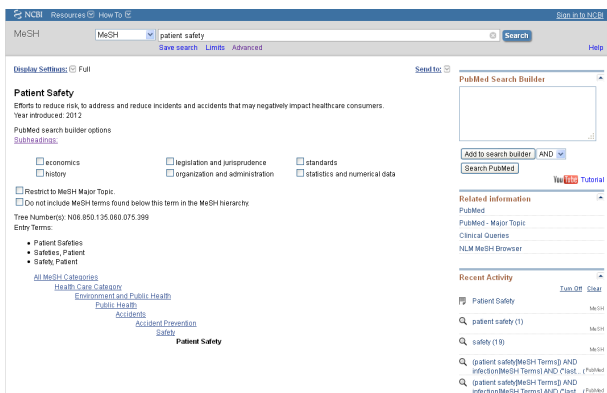 NCBI Resources How To Sign in to NCBI
MeSH MeSH patient safety Search
Save search Limits Advanced Help
Display Settings: Full Send to:
Patient Safety
Efforts to reduce risk, to address and reduce incidents and accidents that may negatively impact healthcare consumers.
Year introduced: 2012
PubMed search builder options
Subheadings:
economics legislation and jurisprudence standards
history organization and administration statistics and numerical data
Restrict to MeSH Major Topic.
Do not include MeSH terms found below this term in the MeSH hierarchy.
Tree Number(s): N06.850.135.060.075.399
Entry Terms:
• Patient Safeties
• Safeties, Patient
• Safety, Patient
All MeSH Categories
Health Care Category
Environment and Public Health
Public Health
Accidents
Accident Prevention
Safety
Patient Safety
PubMed Search Builder
Add to search builder AND
Search PubMed
YouTube Tutorial
Related information
PubMed
PubMed - Major Topic
Clinical Queries
NLM MeSH Browser
Recent Activity
Turn Off Clear
Patient Safety
MeSH
patient safety (1)
MeSH
safety (19)
MeSH
(patient safety[MeSH Terms]) AND
infection[MeSH Terms] AND ("last... (PubMed
(patient safety[MeSH Terms]) AND
infection[MeSH Terms] AND ("last... (PubMed